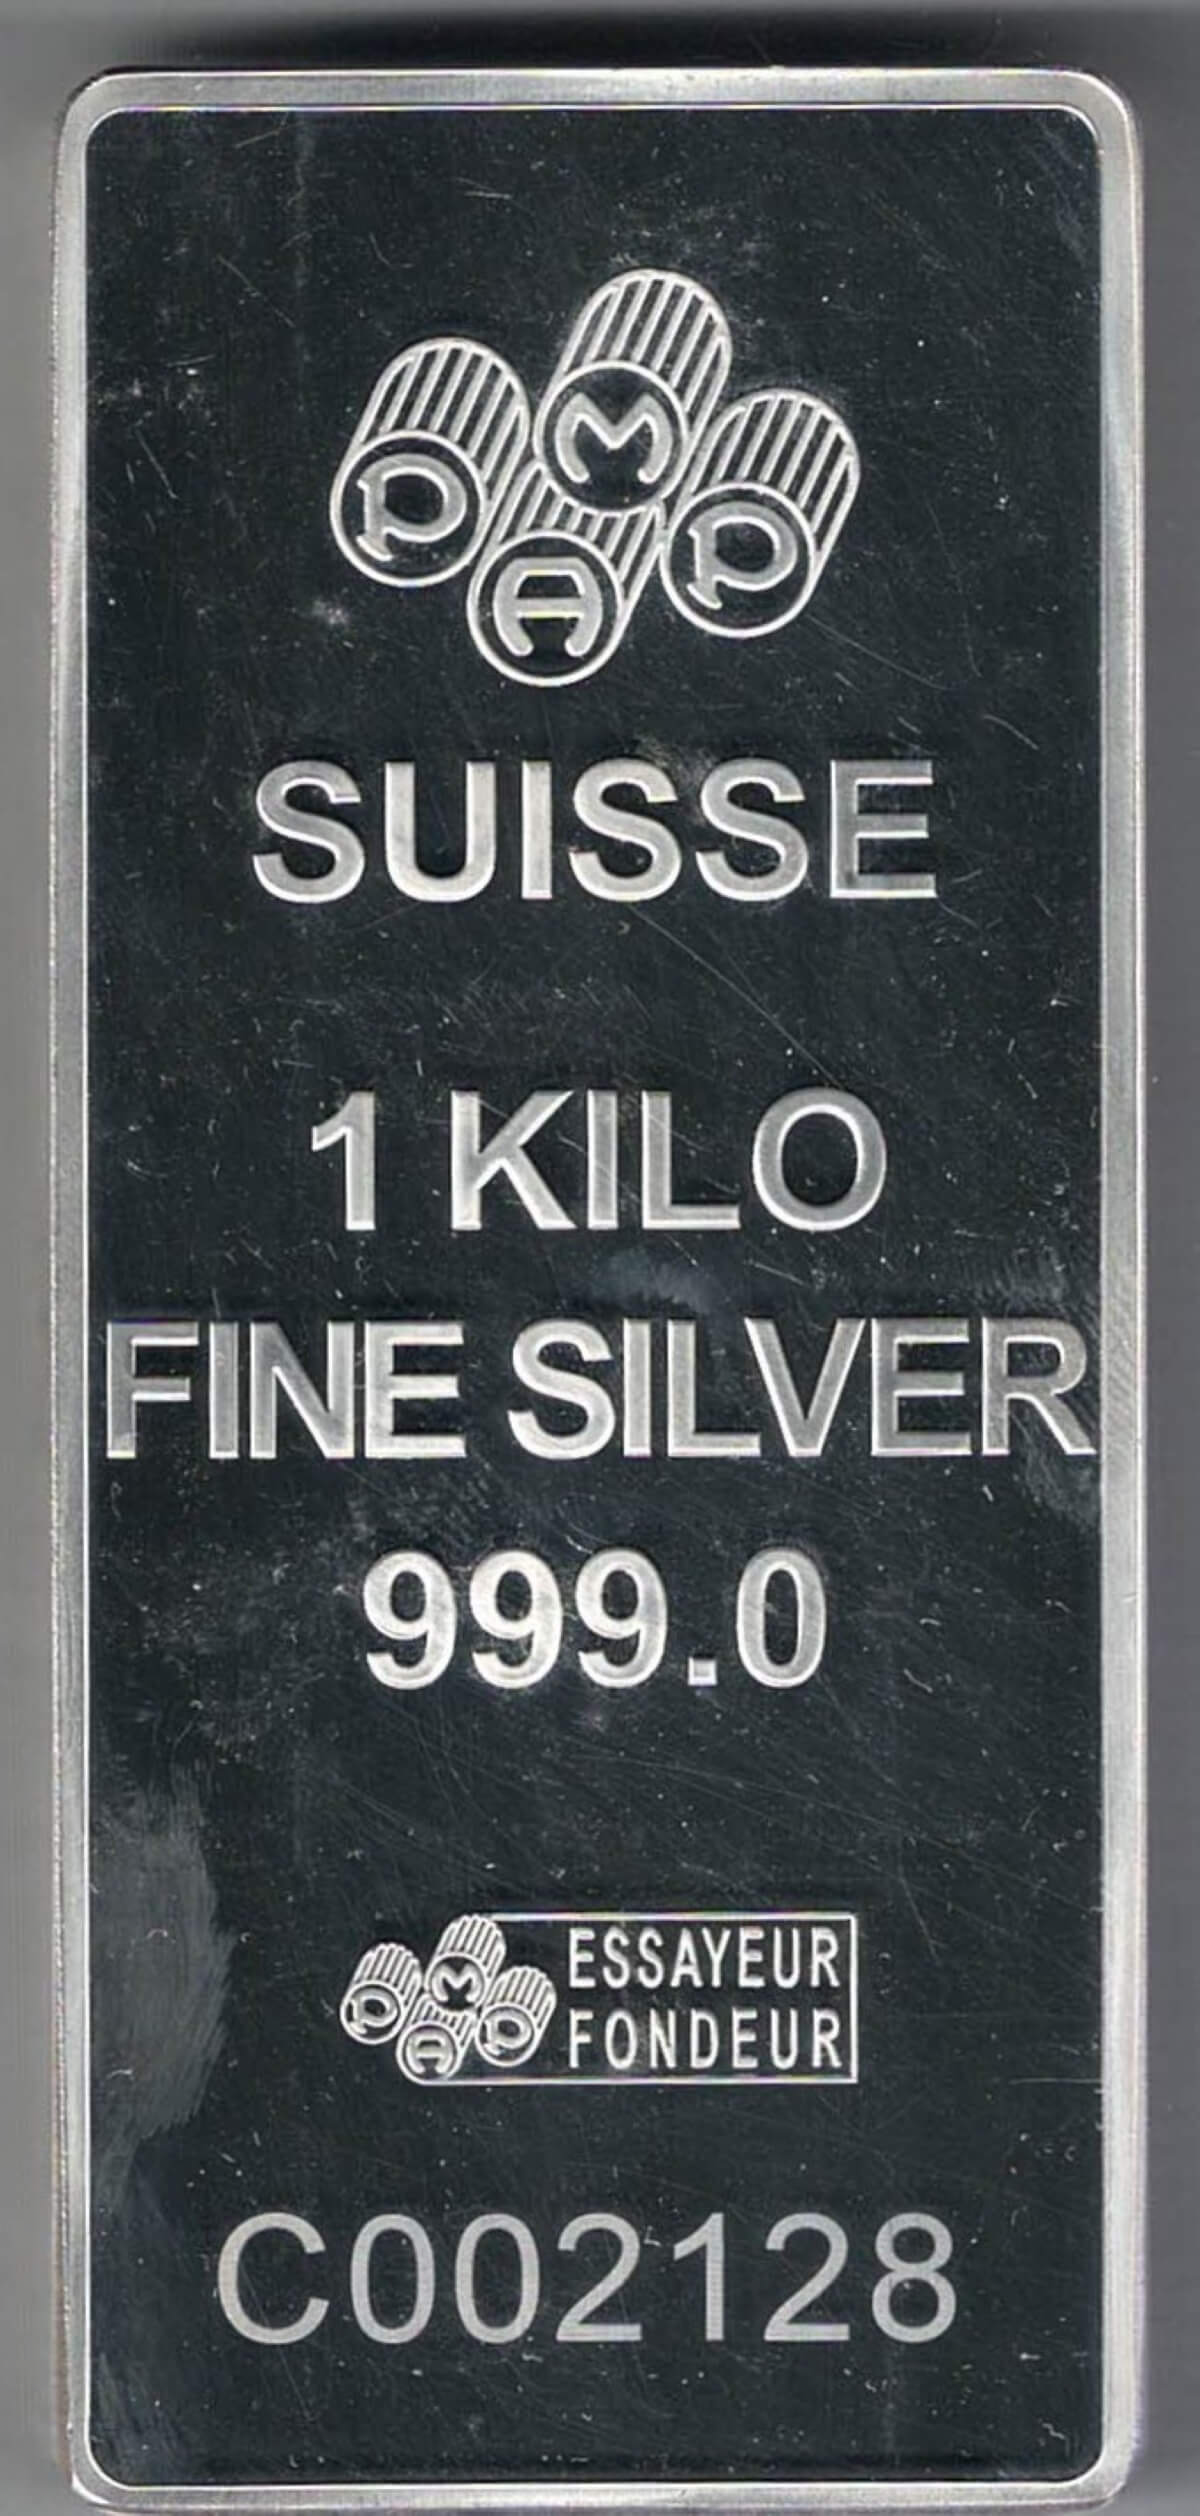 PAMP
SUISSE
1 KILO
FINE SILVER
999.0
PAMP ESSAYEUR
FONDEUR
C002128